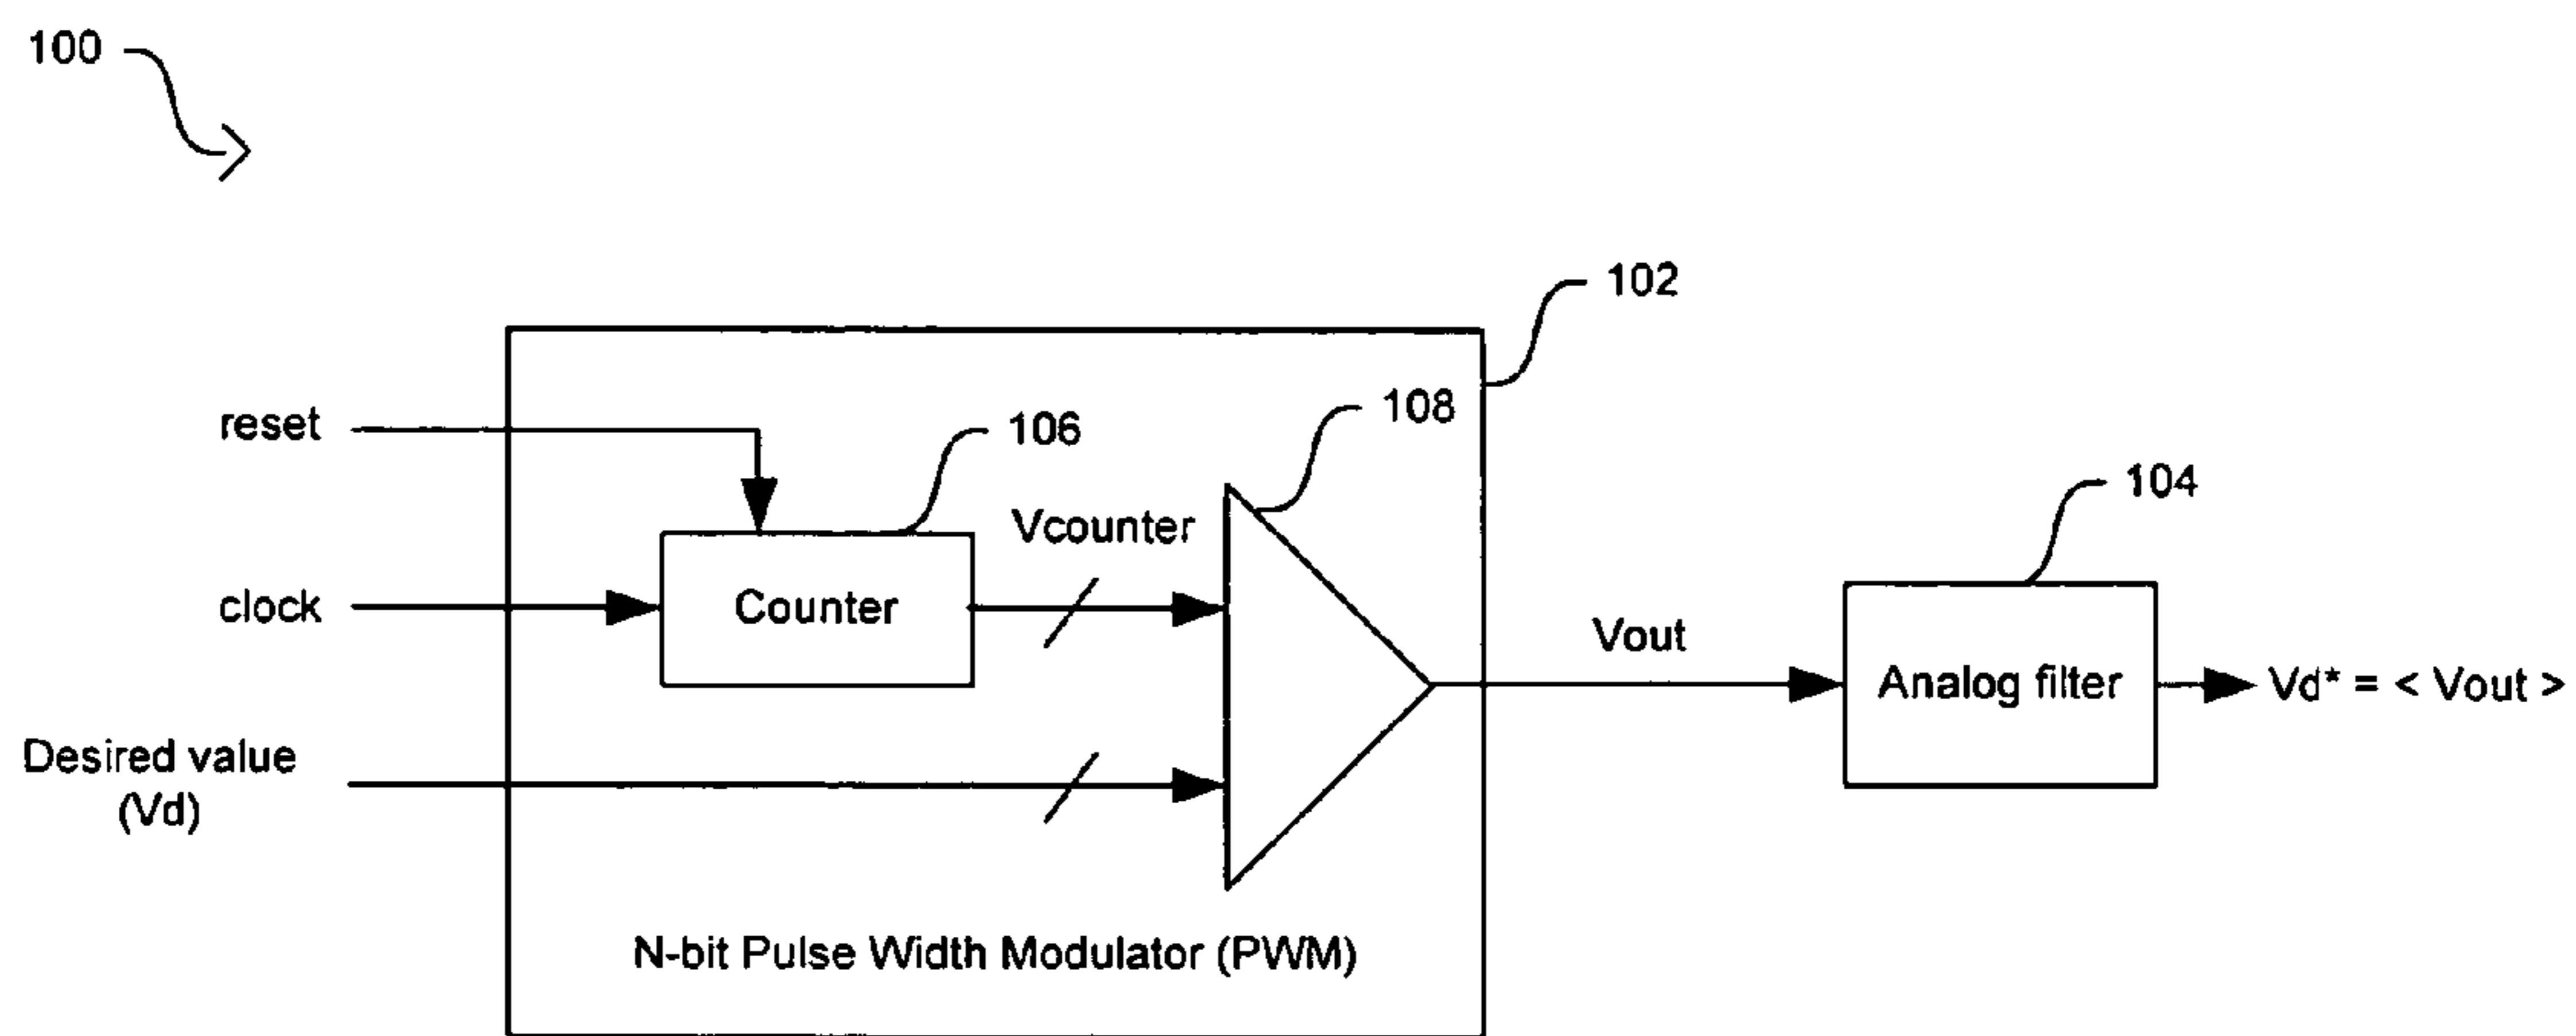 100
102
reset
106
108
Vcounter
104
clock
Counter
Vout
Analog filter
Vd* = < Vout >
Desired value
(Vd)
N-bit Pulse Width Modulator (PWM)